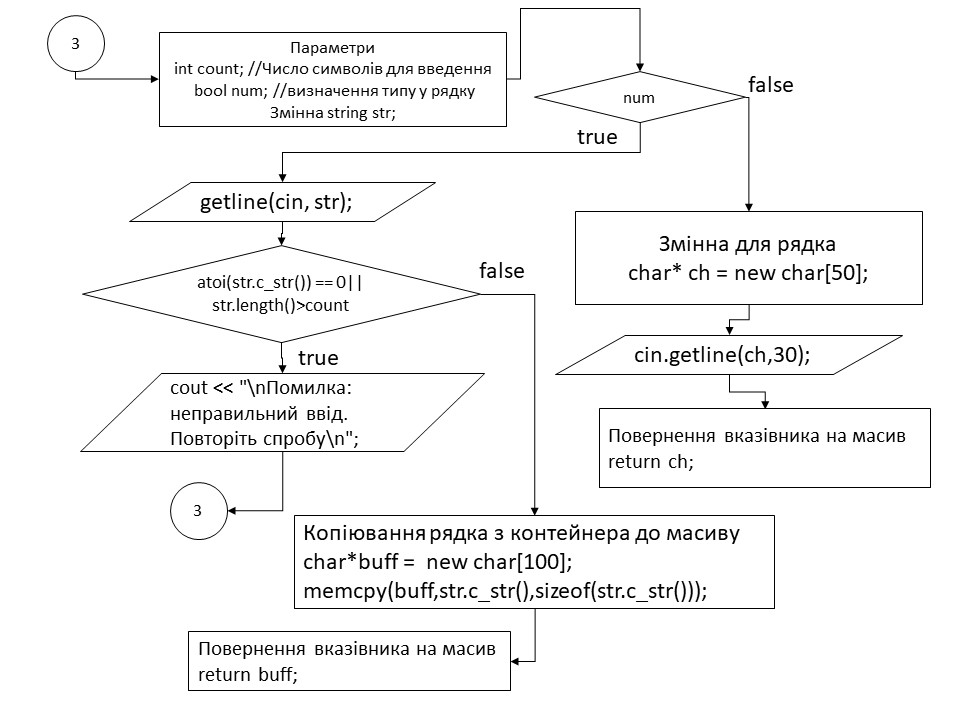 3
Параметри
int count; //Число символів для введення
bool num; //визначення типу у рядку
Змінна string str;
num
false
true
getline(cin, str);
Змінна для рядка
char* ch = new char[50];
atoi(str.c_str()) == 0||
str.length()>count
false
true
cin.getline(ch,30);
cout << "\nПомилка:
неправильний ввід.
Повторіть спробу\n";
Повернення вказівника на масив
return ch;
3
Копіювання рядка з контейнера до масиву
char*buff = new char[100];
memcpy(buff,str.c_str(),sizeof(str.c_str()));
Повернення вказівника на масив
return buff;